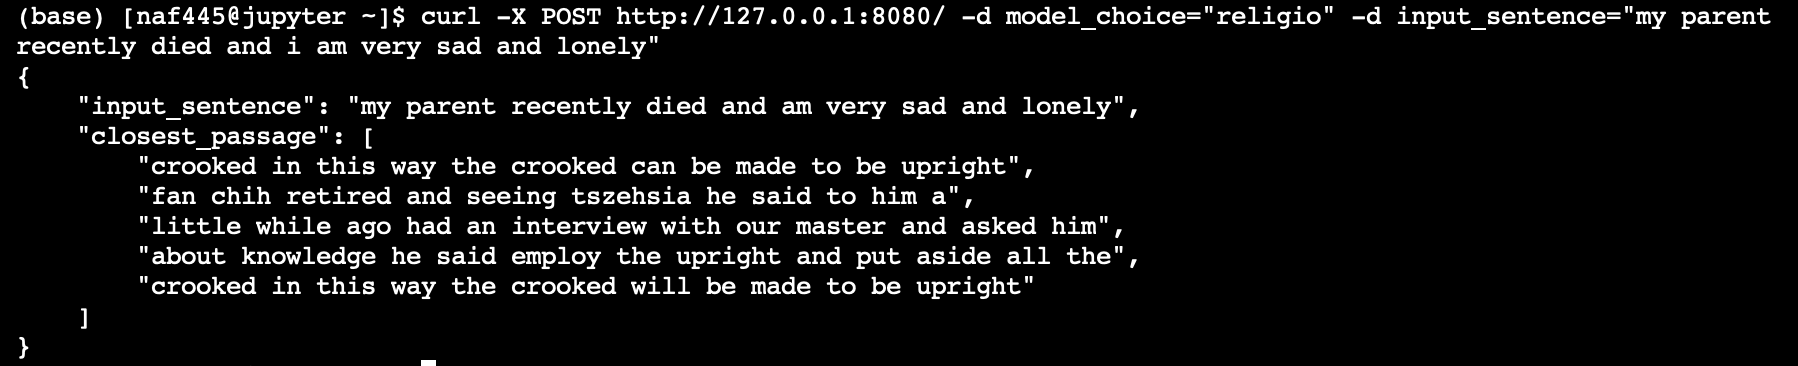 (base) [naf445@jupyter ~]$ curl -X POST http://127.0.0.1:8080/ -d model_choice="religio" -d input_sentence="my parent
recently died and i am very sad and lonely"
{
    "input_sentence": "my parent recently died and am very sad and lonely",
    "closest_passage": [
        "crooked in this way the crooked can be made to be upright",
        "fan chih retired and seeing tszehsia he said to him a",
        "little while ago had an interview with our master and asked him",
        "about knowledge he said employ the upright and put aside all the",
        "crooked in this way the crooked will be made to be upright"
    ]
}